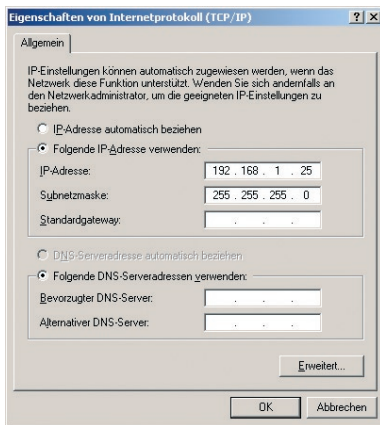 Eigenschaften von Internetprotokoll (TCP/IP)
Allgemein
IP-Einstellungen können automatisch zugewiesen werden, wenn das
Netzwerk diese Funktion unterstützt. Wenden Sie sich andernfalls an
den Netzwerkadministrator, um die geeigneten IP-Einstellungen zu
beziehen.
IP-Adresse automatisch beziehen
Folgende IP-Adresse verwenden:
IP-Adresse: 192 . 168 . 1 . 25
Subnetzmaske: 255 . 255 . 255 . 0
Standardgateway: . . .
DNS-Serveradresse automatisch beziehen
Folgende DNS-Serveradressen verwenden:
Bevorzugter DNS-Server: . . .
Alternativer DNS-Server: . . .
Erweitert...
OK Abbrechen